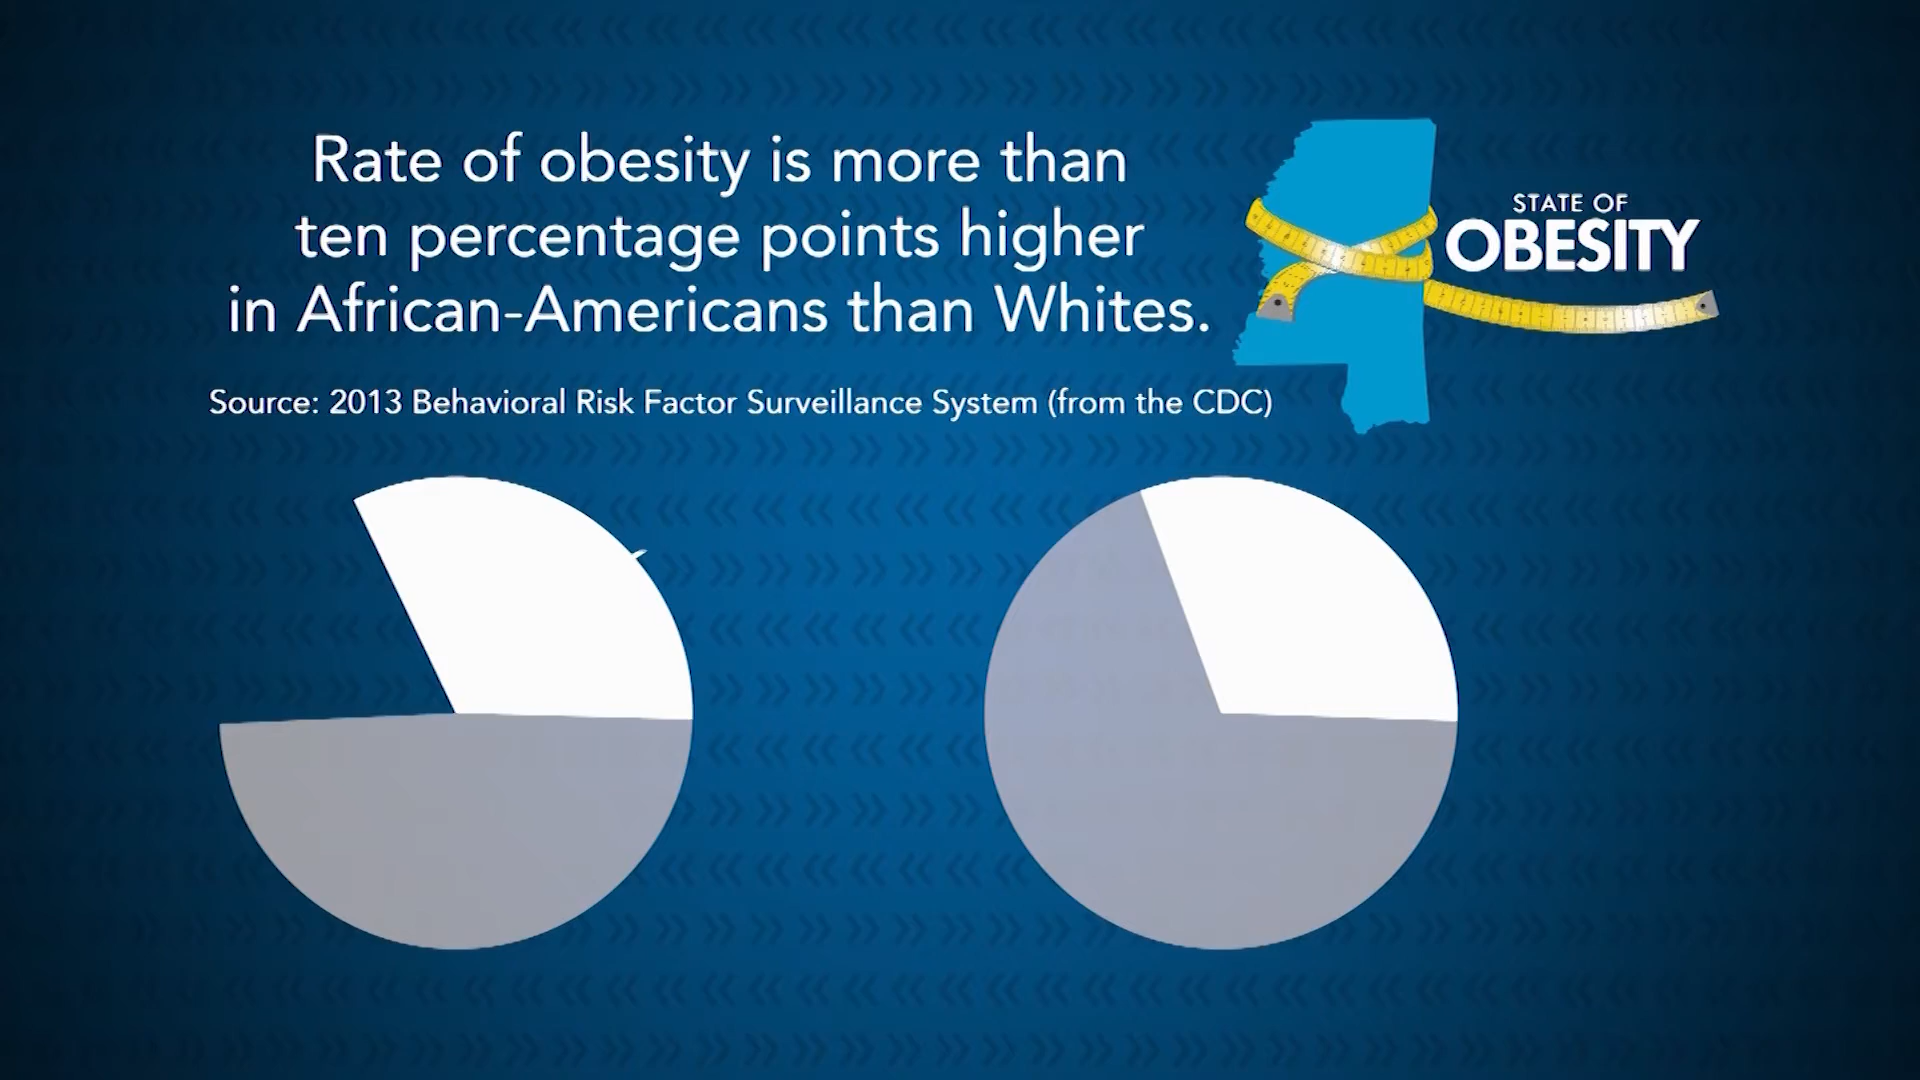 Rate of obesity is more than
ten percentage points higher
in African-Americans than Whites.
Source: 2013 Behavioral Risk Factor Surveillance System (from the CDC)
STATE OF
OBESITY